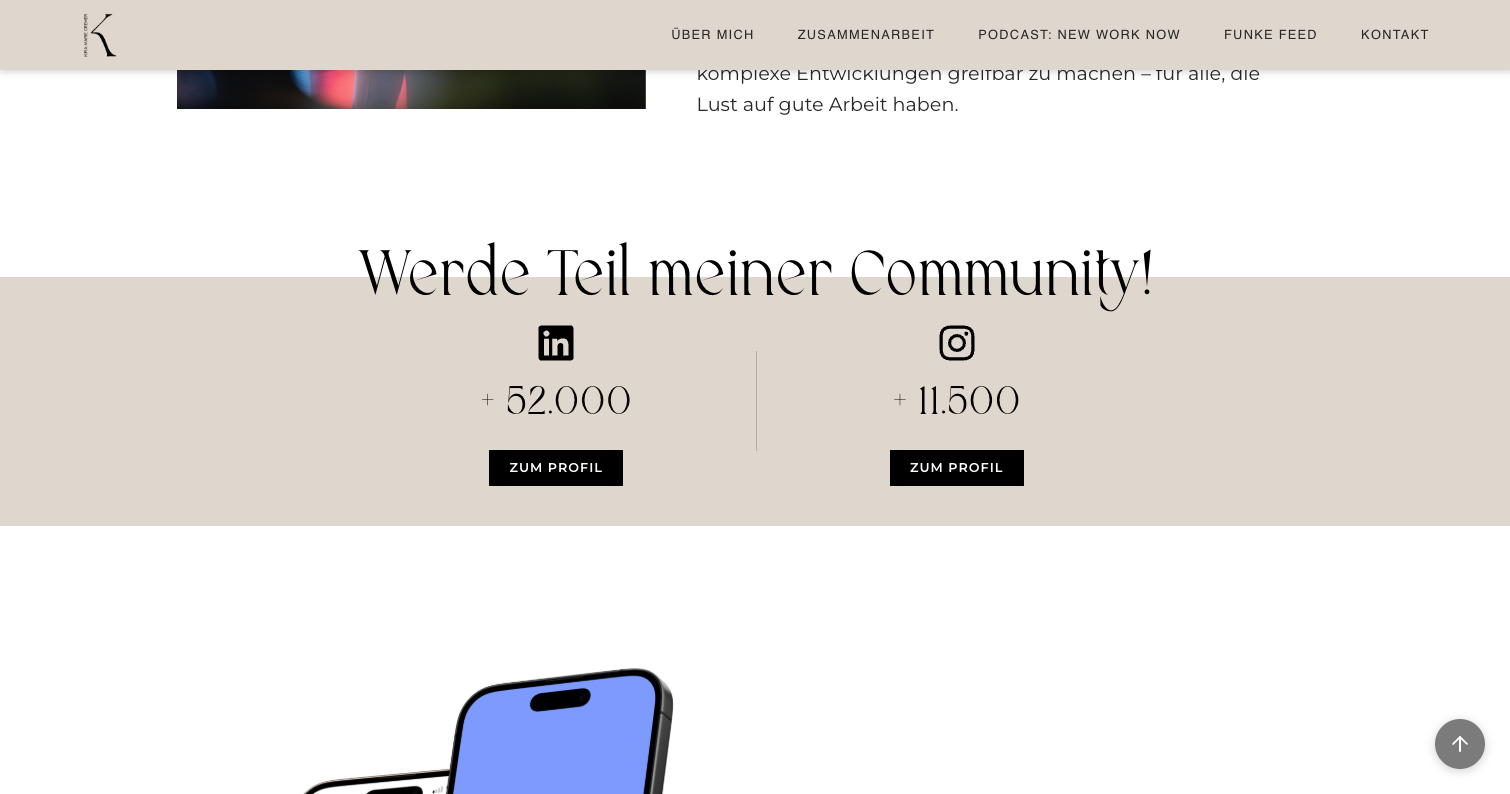 ÜBER MICH ZUSAMMENARBEIT PODCAST: NEW WORK NOW FUNKE FEED KONTAKT
komplexe Entwicklungen greifbar zu machen – für alle, die
Lust auf gute Arbeit haben.
Werde Teil meiner Community!
+ 52.000
+ 11.500
ZUM PROFIL
ZUM PROFIL